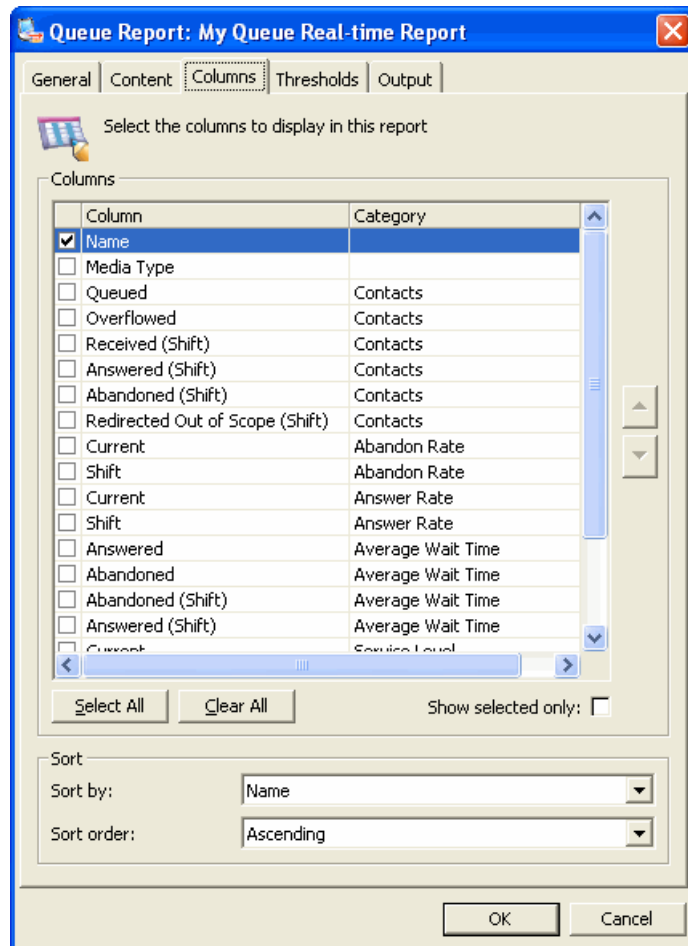 Queue Report: My Queue Real-time Report
General Content Columns Thresholds Output
Select the columns to display in this report
Columns
Column Category
Name
Media Type
Queued Contacts
Overflowed Contacts
Received (Shift) Contacts
Answered (Shift) Contacts
Abandoned (Shift) Contacts
Redirected Out of Scope (Shift) Contacts
Current Abandon Rate
Shift Abandon Rate
Current Answer Rate
Shift Answer Rate
Answered Average Wait Time
Abandoned Average Wait Time
Abandoned (Shift) Average Wait Time
Answered (Shift) Average Wait Time
Current Service Level
Select All Clear All Show selected only:
Sort
Sort by: Name
Sort order: Ascending
OK Cancel